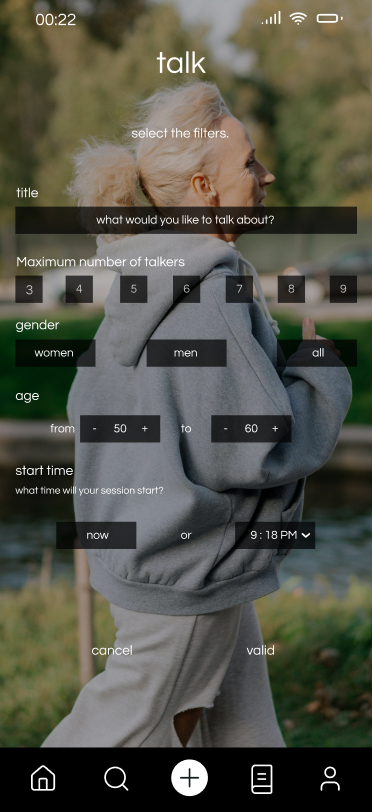 00:22
talk
select the filters.
title
what would you like to talk about?
Maximum number of talkers
3 4 5 6 7 8 9
gender
women men all
age
from - 50 + to - 60 +
start time
what time will your session start?
now or 9 : 18 PM
cancel valid